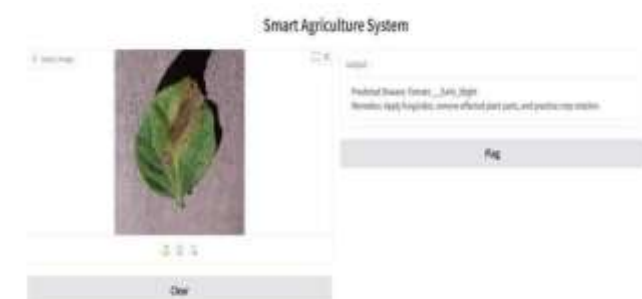 Smart Agriculture System
output
Predicted Disease: Tomato___Early_blight
Remedies: Apply fungicides, remove affected plant parts, and practice crop rotation.
Flag
Clear